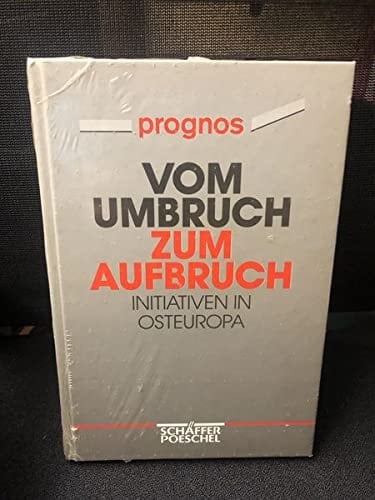 prognos
VOM
UMBRUCH
ZUM
AUFBRUCH
INITIATIVEN IN
OSTEUROPA
SCHÄFFER
POESCHEL